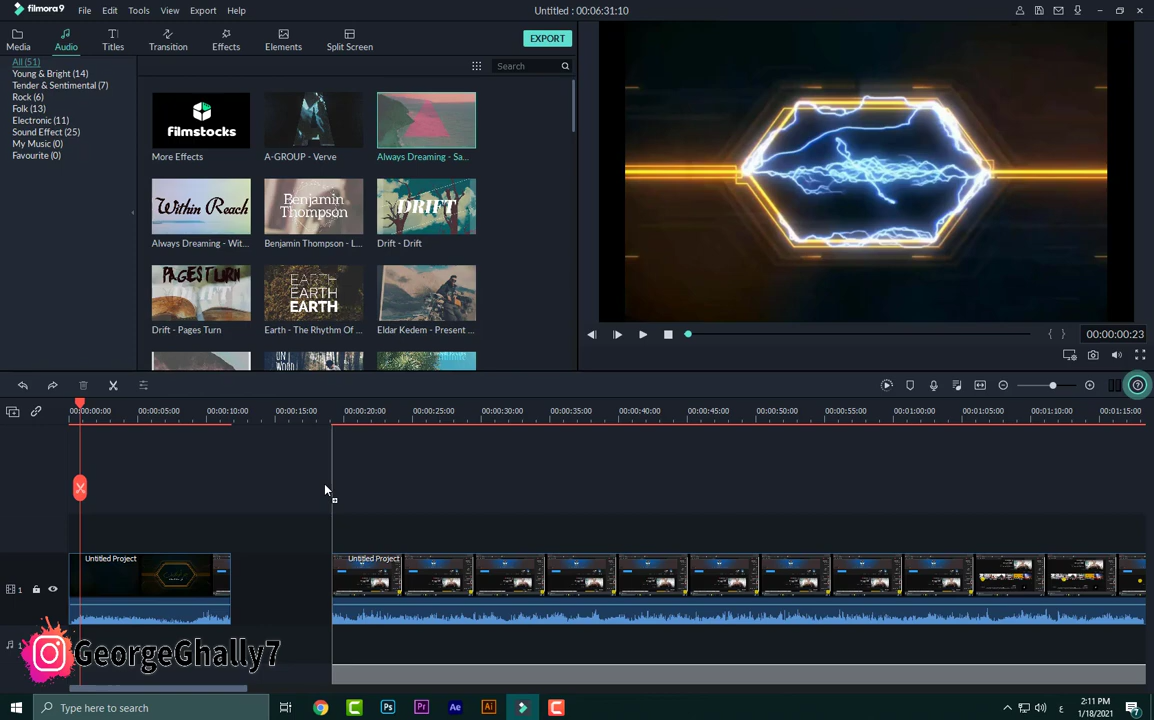 filmora9 File Edit Tools View Export Help
Untitled : 00:06:31:10
Media Audio Titles Transition Effects Elements Split Screen
EXPORT
All (51)
Young & Bright (14)
Tender & Sentimental (7)
Rock (6)
Folk (13)
Electronic (11)
Sound Effect (25)
My Music (0)
Favourite (0)
Search
filmstocks
More Effects
A-GROUP - Verve
Always Dreaming - Sa...
Within Reach
Benjamin
Thompson
DRIFT
Always Dreaming - Wit...
Benjamin Thompson - L...
Drift - Drift
PAGES TURN
EARTH
EARTH
EARTH
Drift - Pages Turn
Earth - The Rhythm Of ...
Eldar Kedem - Present ...
00:00:00:23
00:00:00:00 00:00:05:00 00:00:10:00 00:00:15:00 00:00:20:00 00:00:25:00 00:00:30:00 00:00:35:00 00:00:40:00 00:00:45:00 00:00:50:00 00:00:55:00 00:01:00:00 00:01:05:00 00:01:10:00 00:01:15:00
Untitled Project
Untitled Project
1
1
GeorgeGhally7
Type here to search
Ps Pr Ae Ai
ع
2:11 PM
1/18/2021
7